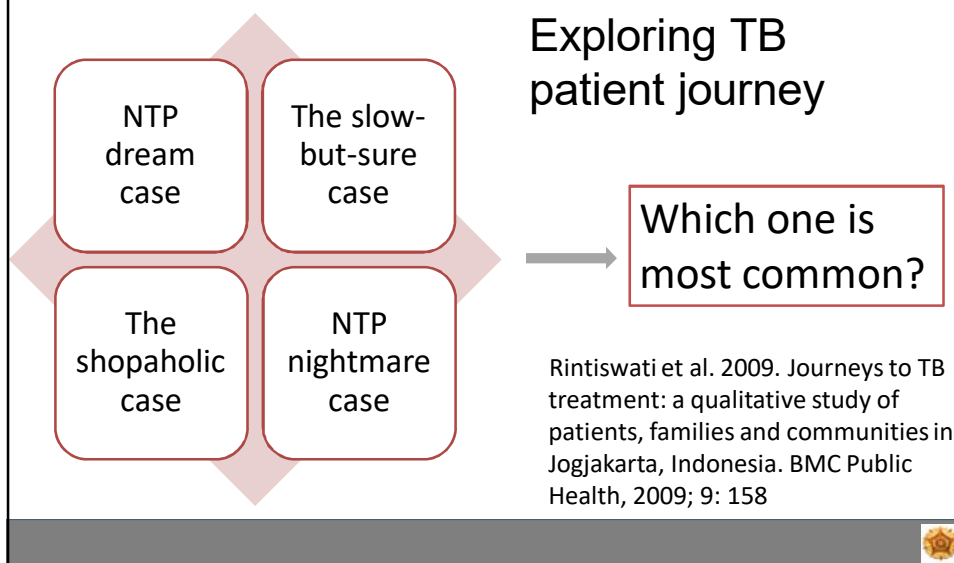 Exploring TB
patient journey
NTP
dream
case
The slow-
but-sure
case
The
shopaholic
case
NTP
nightmare
case
Which one is
most common?
Rintiswati et al. 2009. Journeys to TB
treatment: a qualitative study of
patients, families and communities in
Jogjakarta, Indonesia. BMC Public
Health, 2009; 9: 158